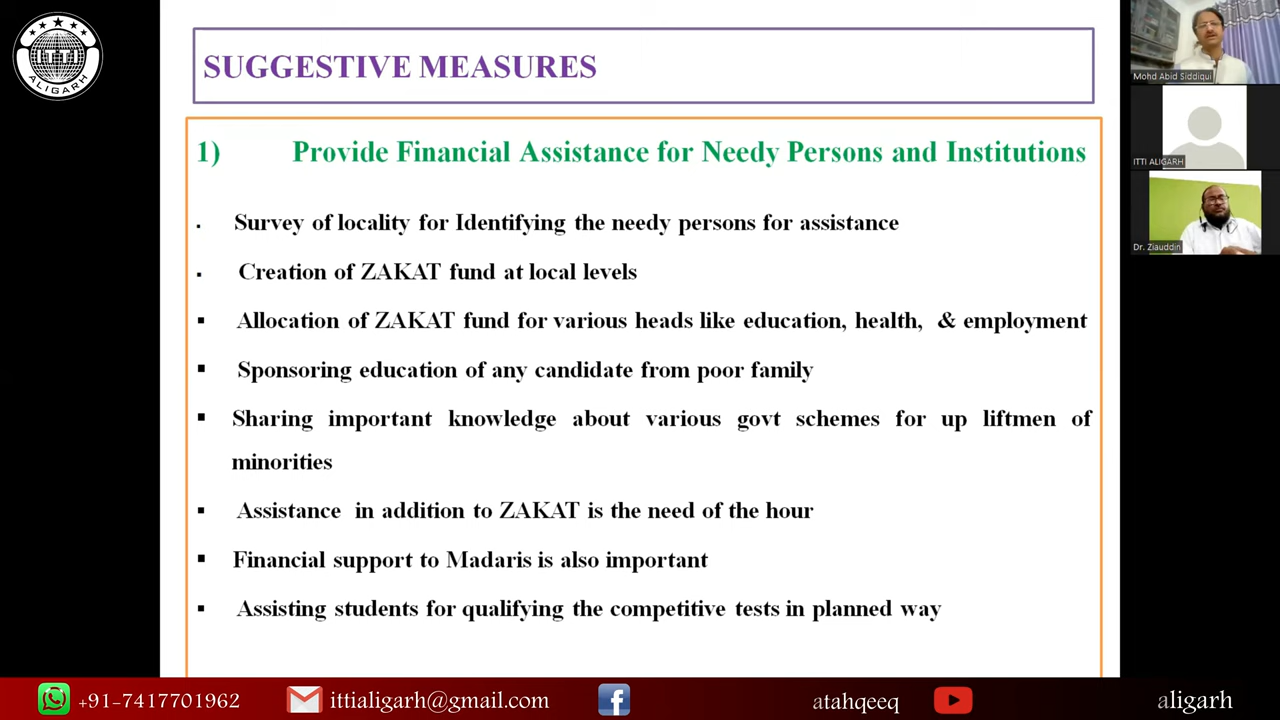 ITTI
ALIGARH
SUGGESTIVE MEASURES
1) Provide Financial Assistance for Needy Persons and Institutions
▪ Survey of locality for Identifying the needy persons for assistance
▪ Creation of ZAKAT fund at local levels
▪ Allocation of ZAKAT fund for various heads like education, health, & employment
▪ Sponsoring education of any candidate from poor family
▪ Sharing important knowledge about various govt schemes for up liftmen of
minorities
▪ Assistance in addition to ZAKAT is the need of the hour
▪ Financial support to Madaris is also important
▪ Assisting students for qualifying the competitive tests in planned way
Mohd Abid Siddiqui
ITTI ALIGARH
Dr. Ziauddin
+91-7417701962 ittialigarh@gmail.com atahqeeq aligarh